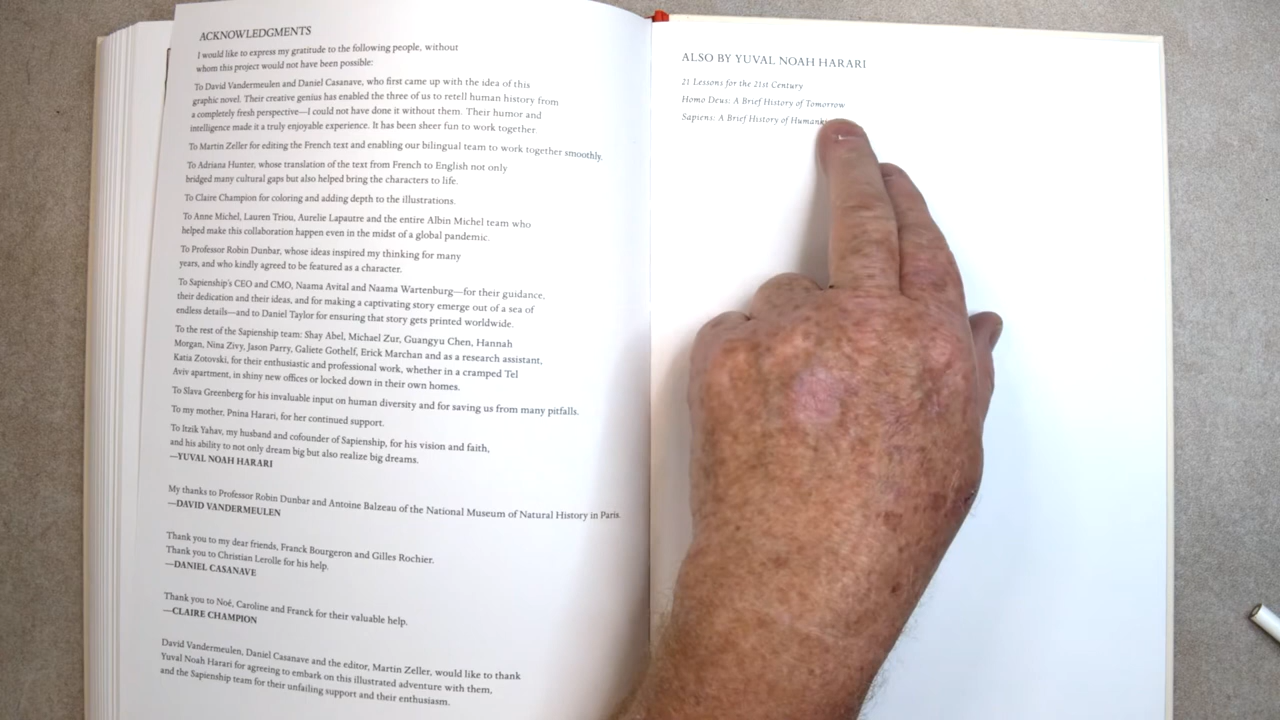 ACKNOWLEDGMENTS
I would like to express my gratitude to the following people, without
whom this project would not have been possible:
To David Vandermeulen and Daniel Casanave, who first came up with the idea of this
graphic novel. Their creative genius has enabled the three of us to retell human history from
a completely fresh perspective—I could not have done it without them. Their humor and
intelligence made it a truly enjoyable experience. It has been sheer fun to work together.
To Martin Zeller for editing the French text and enabling our bilingual team to work together smoothly.
To Adriana Hunter, whose translation of the text from French to English not only
bridged many cultural gaps but also helped bring the characters to life.
To Claire Champion for coloring and adding depth to the illustrations.
To Anne Michel, Lauren Triou, Aurelie Lapautre and the entire Albin Michel team who
helped make this collaboration happen even in the midst of a global pandemic.
To Professor Robin Dunbar, whose ideas inspired my thinking for many
years, and who kindly agreed to be featured as a character.
To Sapienship's CEO and CMO, Naama Avital and Naama Wartenburg—for their guidance,
their dedication and their ideas, and for making a captivating story emerge out of a sea of
endless details—and to Daniel Taylor for ensuring that story gets printed worldwide.
To the rest of the Sapienship team: Shay Abel, Michael Zur, Guangyu Chen, Hannah
Morgan, Nina Zivy, Jason Parry, Galiete Gothelf, Erick Marchan and as a research assistant,
Katia Zotovski, for their enthusiastic and professional work, whether in a cramped Tel
Aviv apartment, in shiny new offices or locked down in their own homes.
To Slava Greenberg for his invaluable input on human diversity and for saving us from many pitfalls.
To my mother, Pnina Harari, for her continued support.
To Itzik Yahav, my husband and cofounder of Sapienship, for his vision and faith,
and his ability to not only dream big but also realize big dreams.
—YUVAL NOAH HARARI
My thanks to Professor Robin Dunbar and Antoine Balzeau of the National Museum of Natural History in Paris.
—DAVID VANDERMEULEN
Thank you to my dear friends, Franck Bourgeron and Gilles Rochier.
Thank you to Christian Lerolle for his help.
—DANIEL CASANAVE
Thank you to Noé, Caroline and Franck for their valuable help.
—CLAIRE CHAMPION
David Vandermeulen, Daniel Casanave and the editor, Martin Zeller, would like to thank
Yuval Noah Harari for agreeing to embark on this illustrated adventure with them,
and the Sapienship team for their unfailing support and their enthusiasm.
ALSO BY YUVAL NOAH HARARI
21 Lessons for the 21st Century
Homo Deus: A Brief History of Tomorrow
Sapiens: A Brief History of